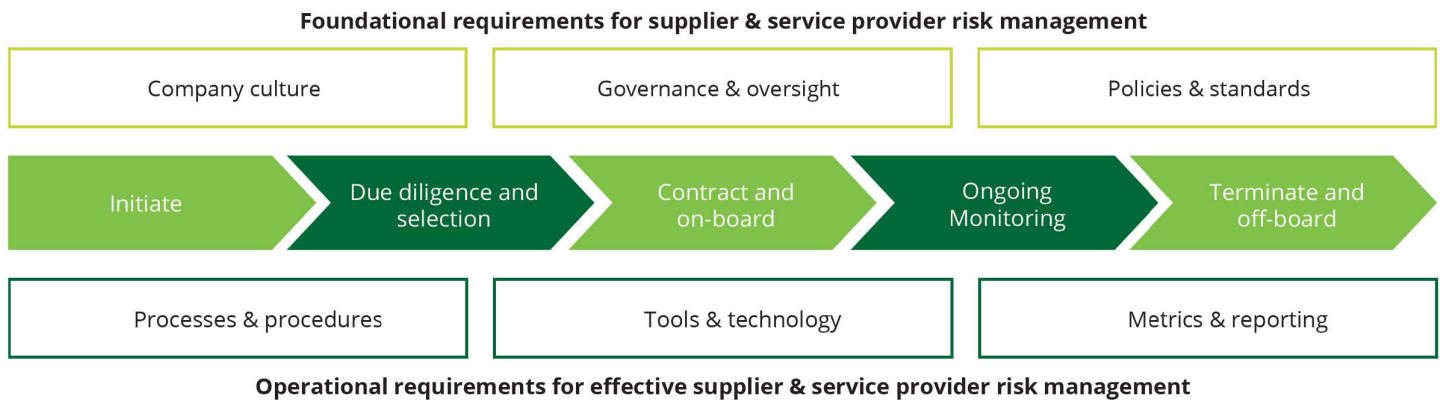 Foundational requirements for supplier & service provider risk management
Company culture
Governance & oversight
Policies & standards
Initiate
Due diligence and
selection
Contract and
on-board
Ongoing
Monitoring
Terminate and
off-board
Processes & procedures
Tools & technology
Metrics & reporting
Operational requirements for effective supplier & service provider risk management